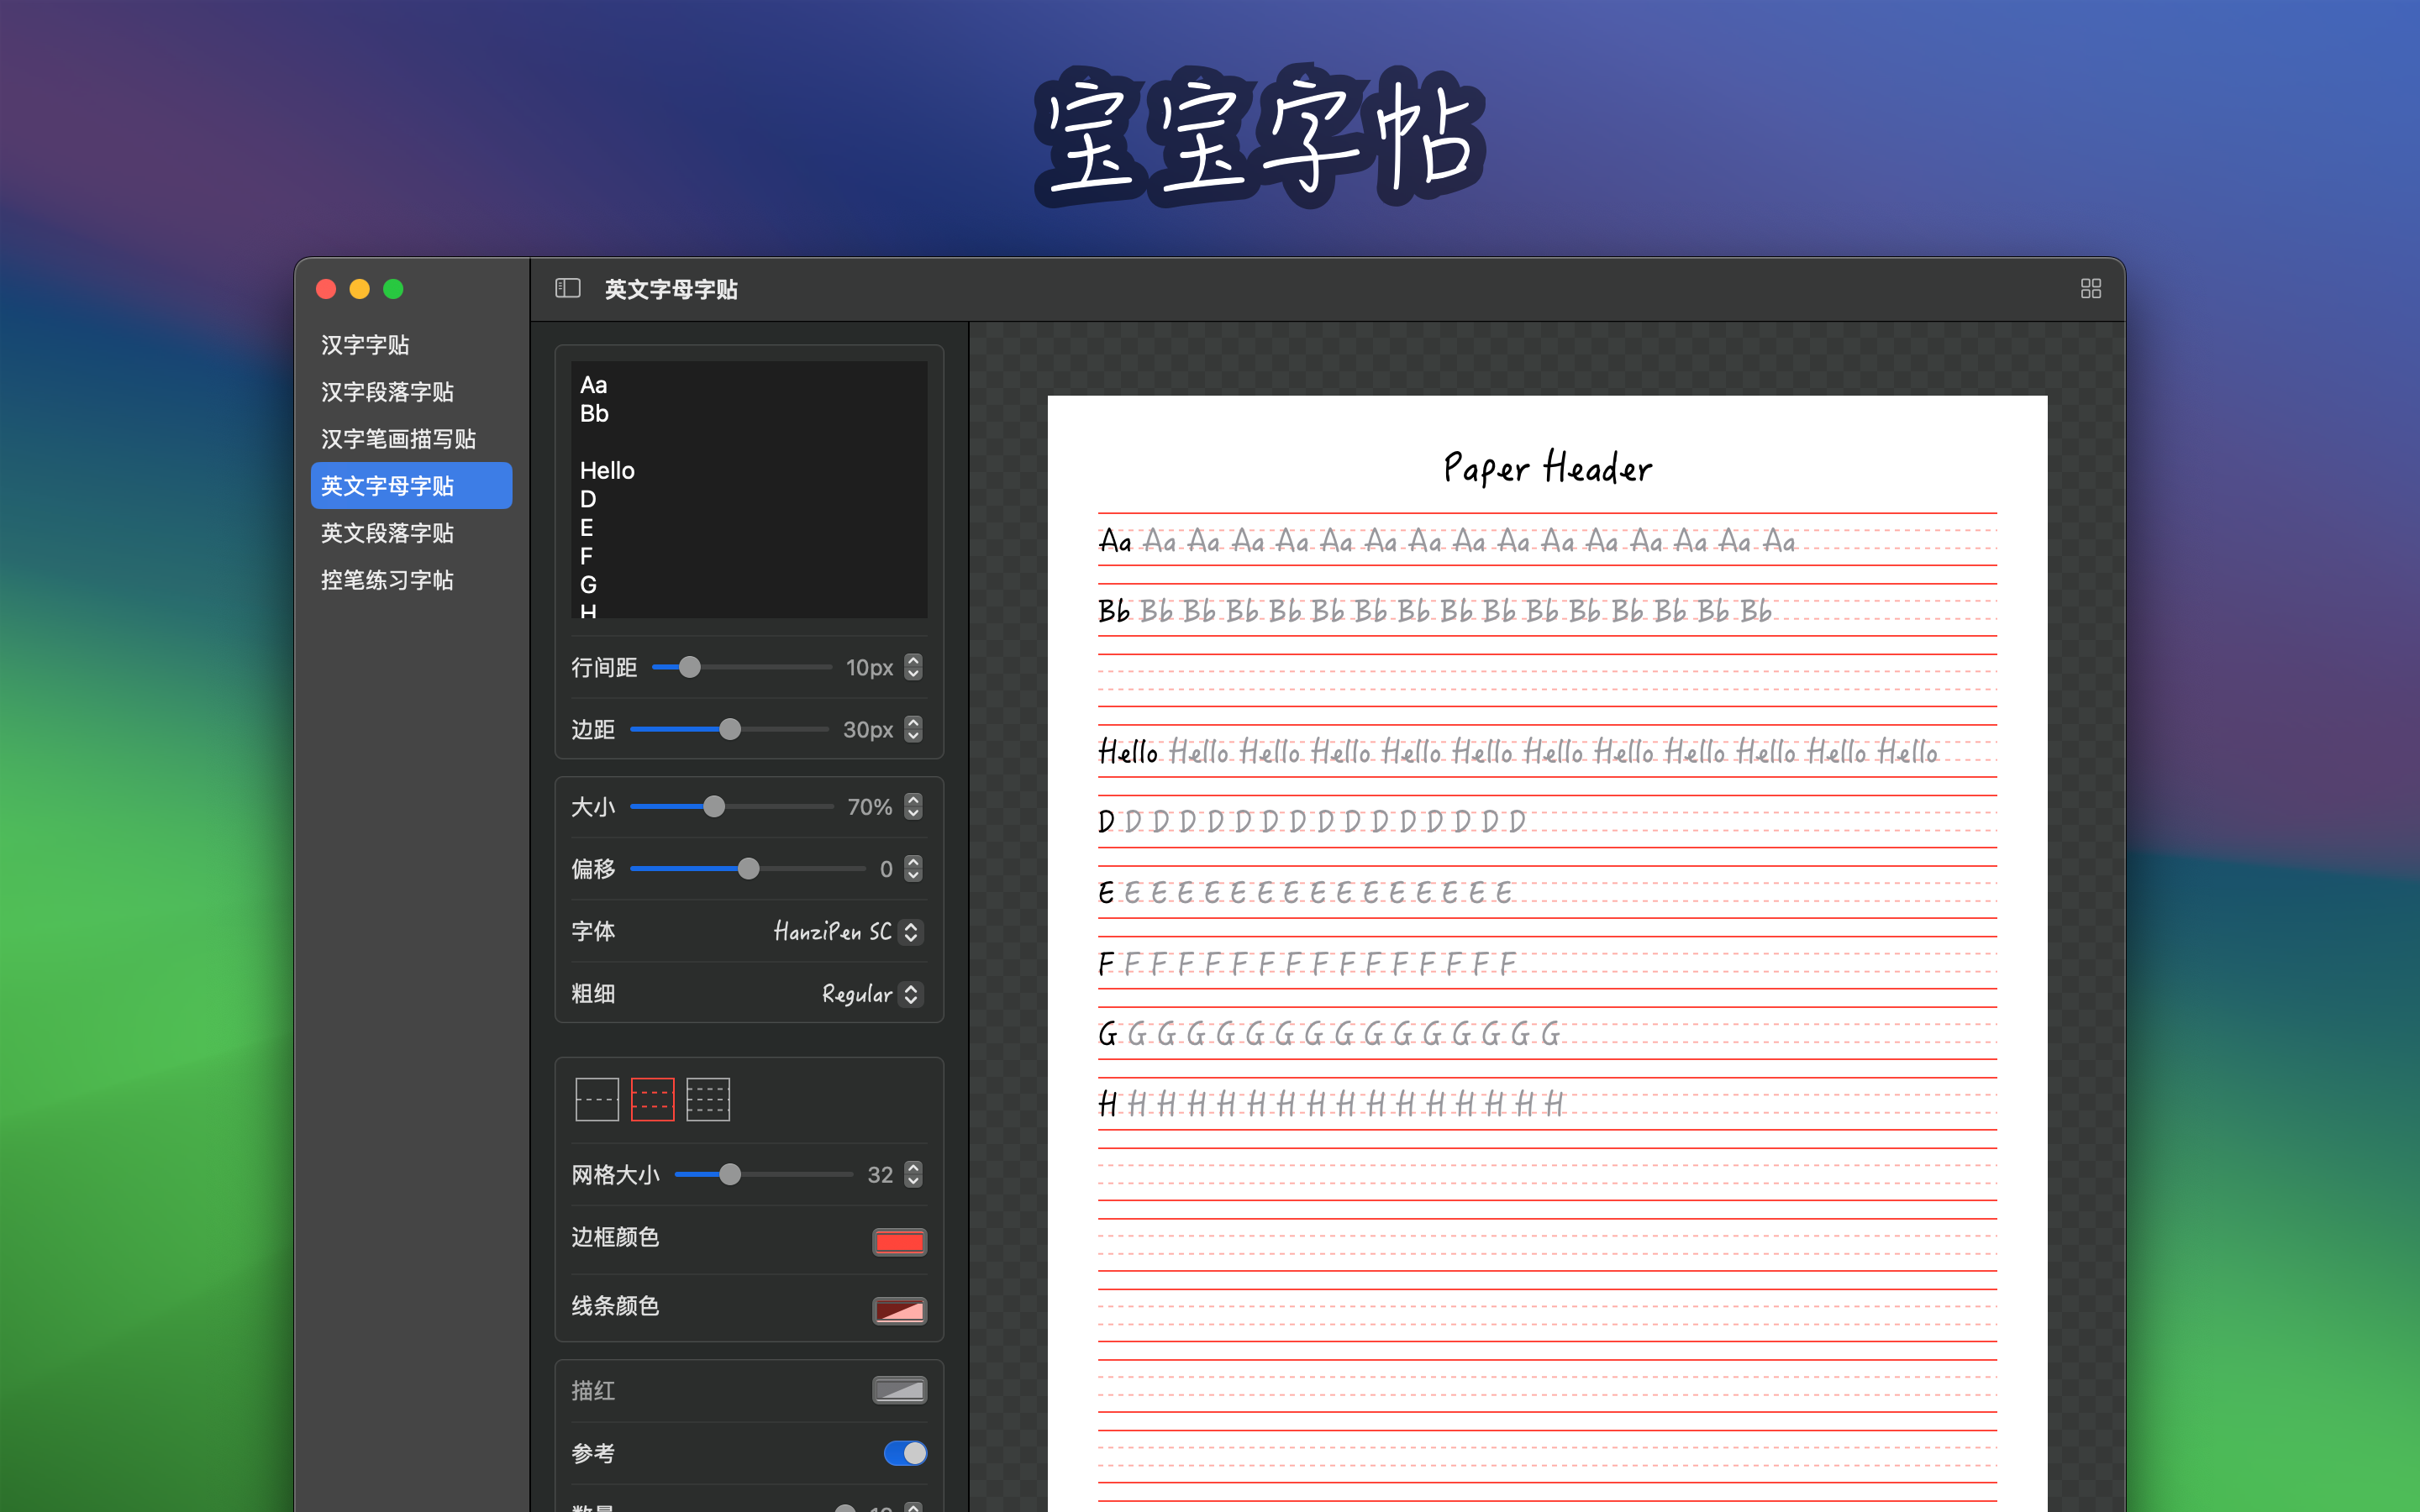 宝宝字帖
英文字母字贴
汉字字贴
汉字段落字贴
汉字笔画描写贴
英文字母字贴
英文段落字贴
控笔练习字帖
Aa
Bb
Hello
D
E
F
G
H
行间距 10px
边距 30px
大小 70%
偏移 0
字体 HanziPen SC
粗细 Regular
网格大小 32
边框颜色
线条颜色
描红
参考
Paper Header
Aa Aa Aa Aa Aa Aa Aa Aa Aa Aa Aa Aa Aa Aa Aa Aa
Bb Bb Bb Bb Bb Bb Bb Bb Bb Bb Bb Bb Bb Bb Bb Bb
Hello Hello Hello Hello Hello Hello Hello Hello Hello Hello Hello Hello
D D D D D D D D D D D D D D D D
E E E E E E E E E E E E E E E E
F F F F F F F F F F F F F F F F
G G G G G G G G G G G G G G G G
H H H H H H H H H H H H H H H H